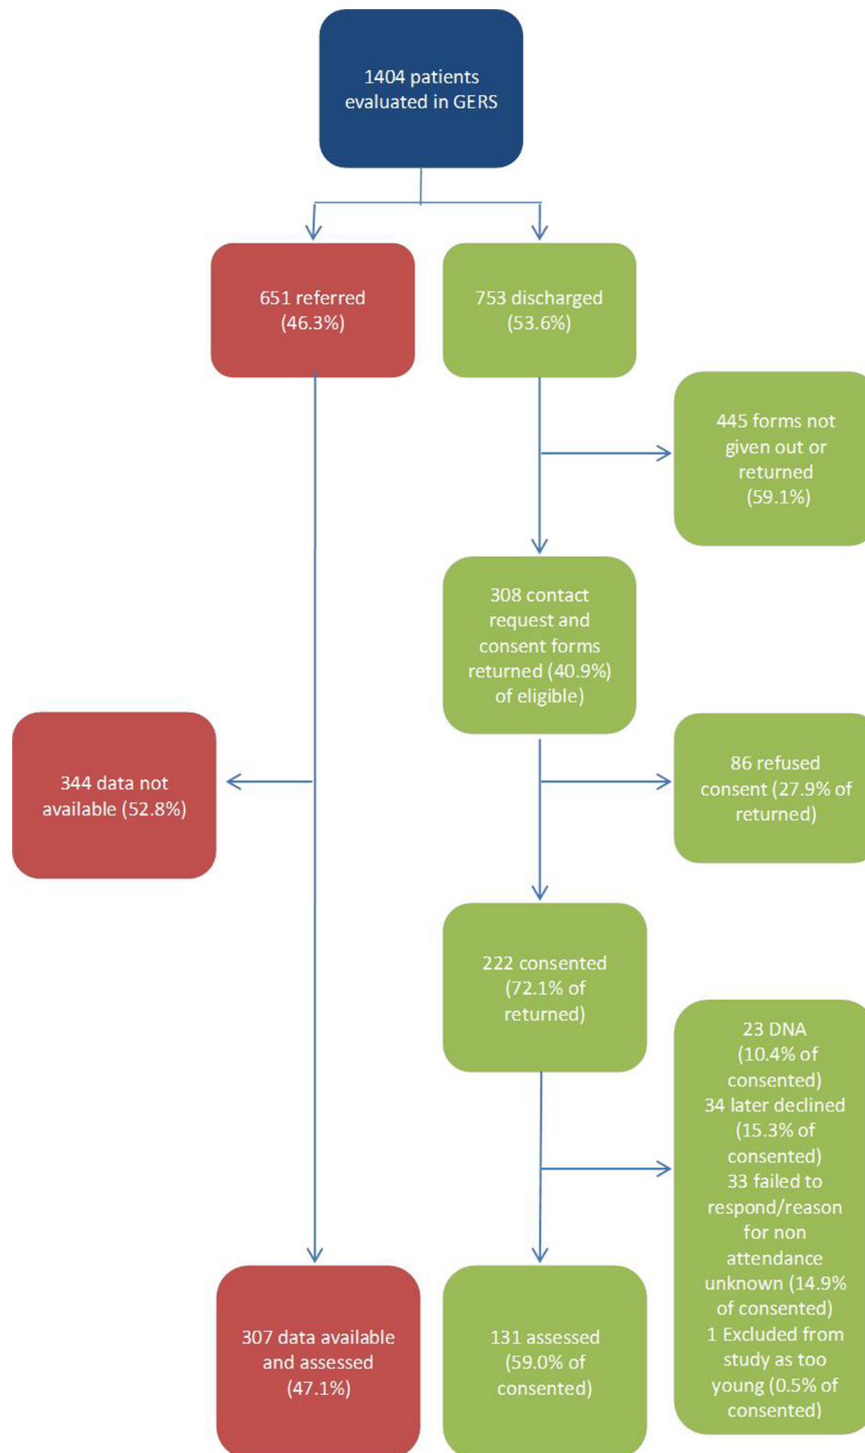 1404 patients
evaluated in GERS
651 referred
(46.3%)
753 discharged
(53.6%)
445 forms not
given out or
returned
(59.1%)
308 contact
request and
consent forms
returned (40.9%)
of eligible)
344 data not
available (52.8%)
86 refused
consent (27.9% of
returned)
222 consented
(72.1% of
returned)
23 DNA
(10.4% of
consented)
34 later declined
(15.3% of
consented)
33 failed to
respond/reason
for non
attendance
unknown (14.9%
of consented)
1 Excluded from
study as too
young (0.5% of
consented)
307 data available
and assessed
(47.1%)
131 assessed
(59.0% of
consented)